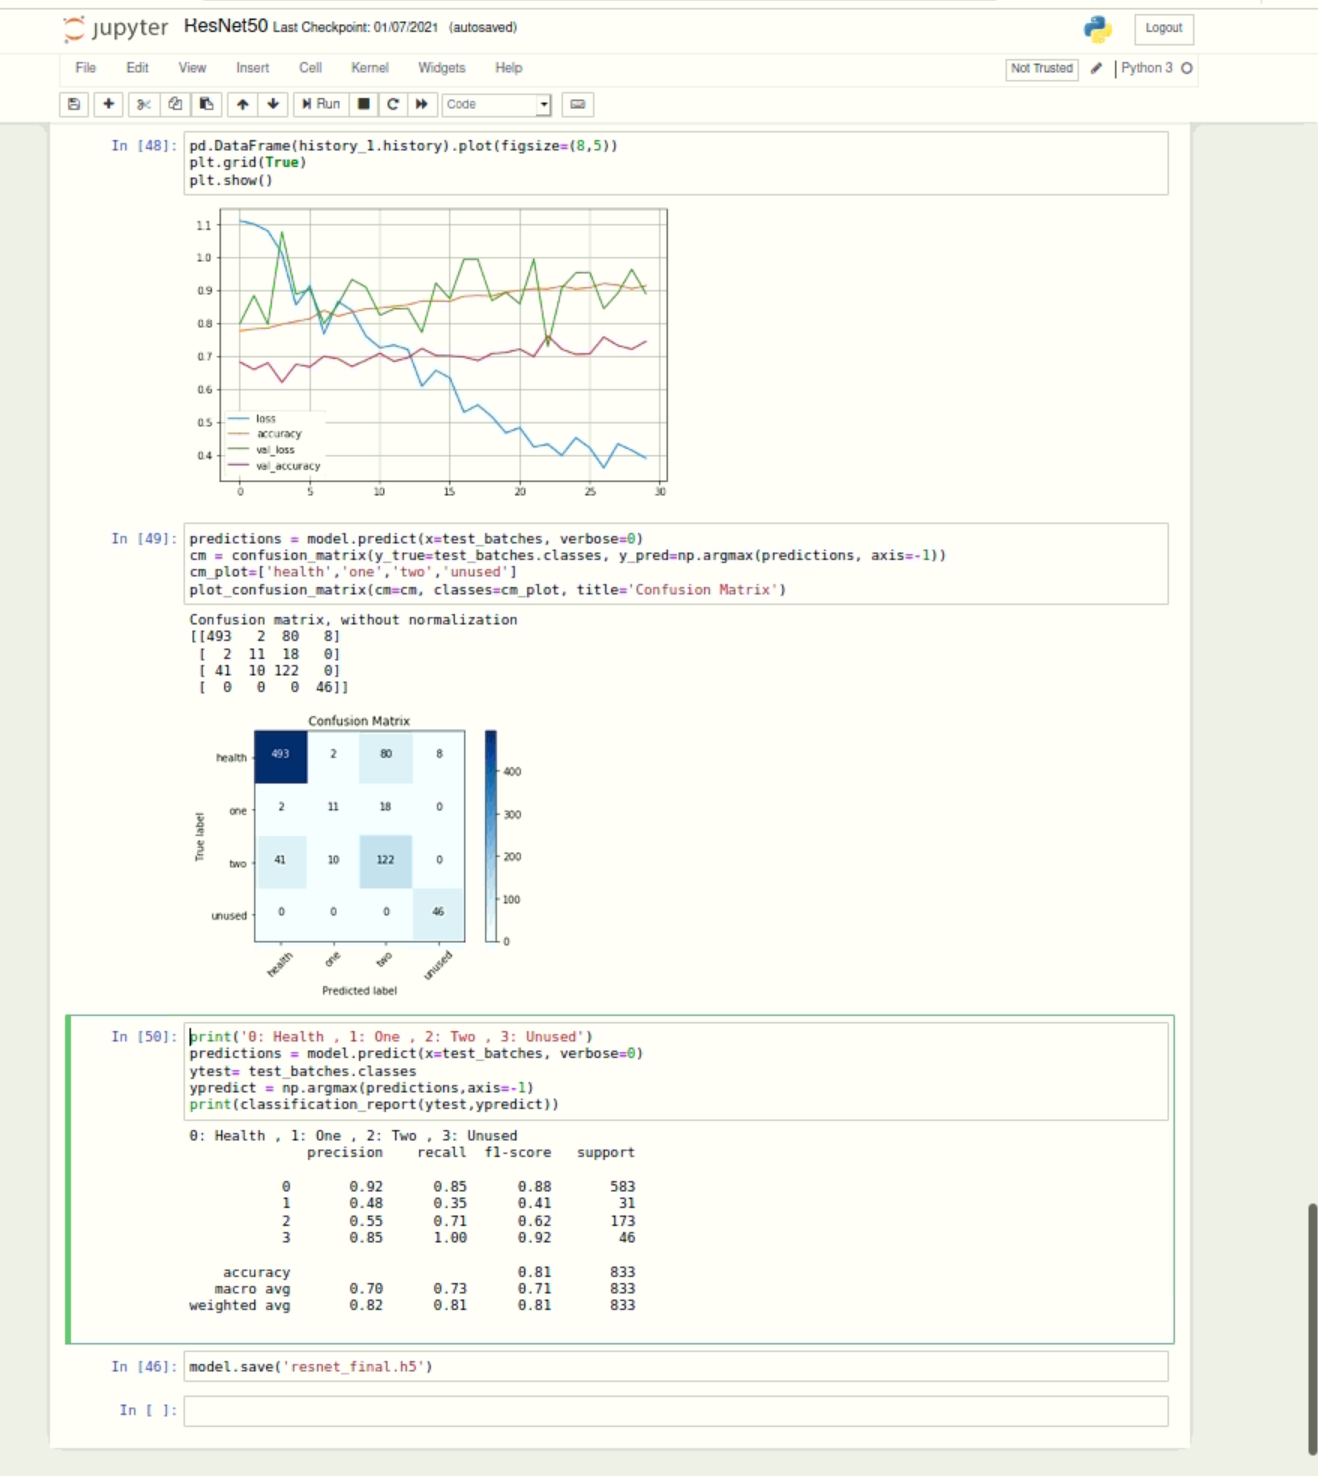 jupyter ResNet50 Last Checkpoint: 01/07/2021 (autosaved) Logout
File Edit View Insert Cell Kernel Widgets Help Not Trusted Python 3
Run Code
In [48]: pd.DataFrame(history_1.history).plot(figsize=(8,5))
plt.grid(True)
plt.show()
1.1
1.0
0.9
0.8
0.7
0.6
0.5
0.4
loss
accuracy
val_loss
val_accuracy
0 5 10 15 20 25 30
In [49]: predictions = model.predict(x=test_batches, verbose=0)
cm = confusion_matrix(y_true=test_batches.classes, y_pred=np.argmax(predictions, axis=-1))
cm_plot=['health','one','two','unused']
plot_confusion_matrix(cm=cm, classes=cm_plot, title='Confusion Matrix')
Confusion matrix, without normalization
[[493 2 80 8]
[ 2 11 18 0]
[ 41 10 122 0]
[ 0 0 0 46]]
Confusion Matrix
health 493 2 80 8
one 2 11 18 0
two 41 10 122 0
unused 0 0 0 46
True label
health one two unused
Predicted label
400
300
200
100
0
In [50]: print('0: Health , 1: One , 2: Two , 3: Unused')
predictions = model.predict(x=test_batches, verbose=0)
ytest= test_batches.classes
ypredict = np.argmax(predictions,axis=-1)
print(classification_report(ytest,ypredict))
0: Health , 1: One , 2: Two , 3: Unused
precision recall f1-score support
0 0.92 0.85 0.88 583
1 0.48 0.35 0.41 31
2 0.55 0.71 0.62 173
3 0.85 1.00 0.92 46
accuracy 0.81 833
macro avg 0.70 0.73 0.71 833
weighted avg 0.82 0.81 0.81 833
In [46]: model.save('resnet_final.h5')
In [ ]: